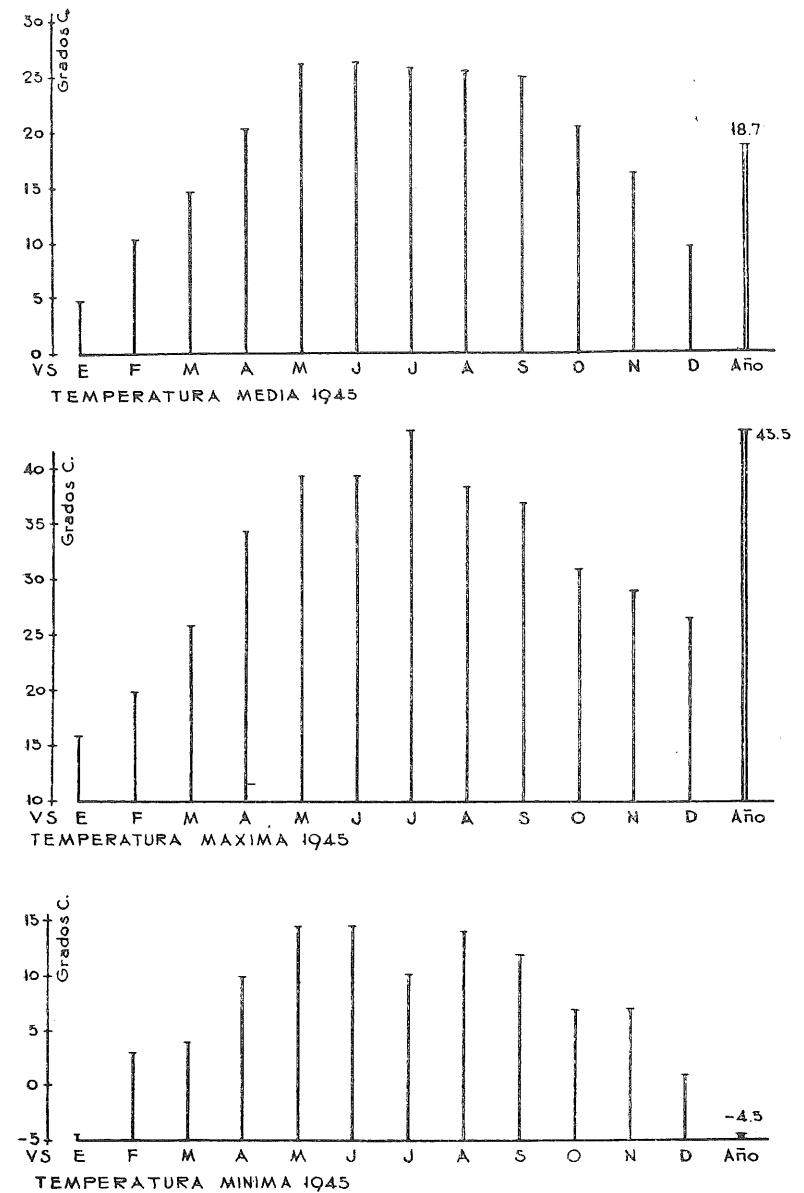 Grados C.
30
25
20
15
10
5
0
18.7
VS E F M A M J J A S O N D Año
TEMPERATURA MEDIA 1945
Grados C.
40
35
30
25
20
15
10
43.5
VS E F M A M J J A S O N D Año
TEMPERATURA MAXIMA 1945
Grados C.
15
10
5
0
-5
-4.5
VS E F M A M J J A S O N D Año
TEMPERATURA MINIMA 1945